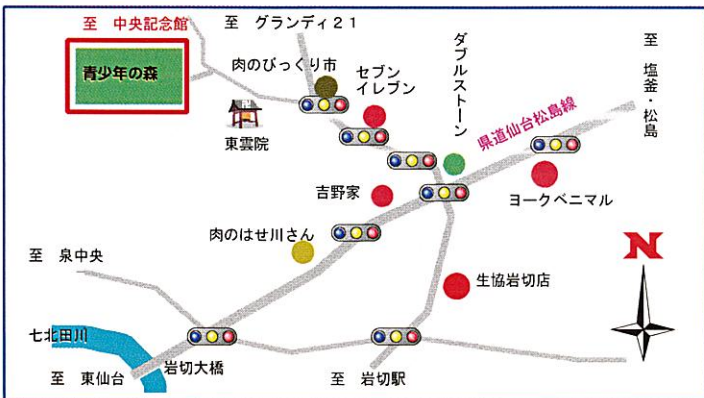 至　中央記念館
至　グランディ２１
青少年の森
肉のびっくり市
セブン
イレブン
ダブルストーン
至　塩釜・松島
東雲院
県道仙台松島線
吉野家
ヨークベニマル
肉のはせ川さん
至　泉中央
N
生協岩切店
七北田川
岩切大橋
至　東仙台
至　岩切駅